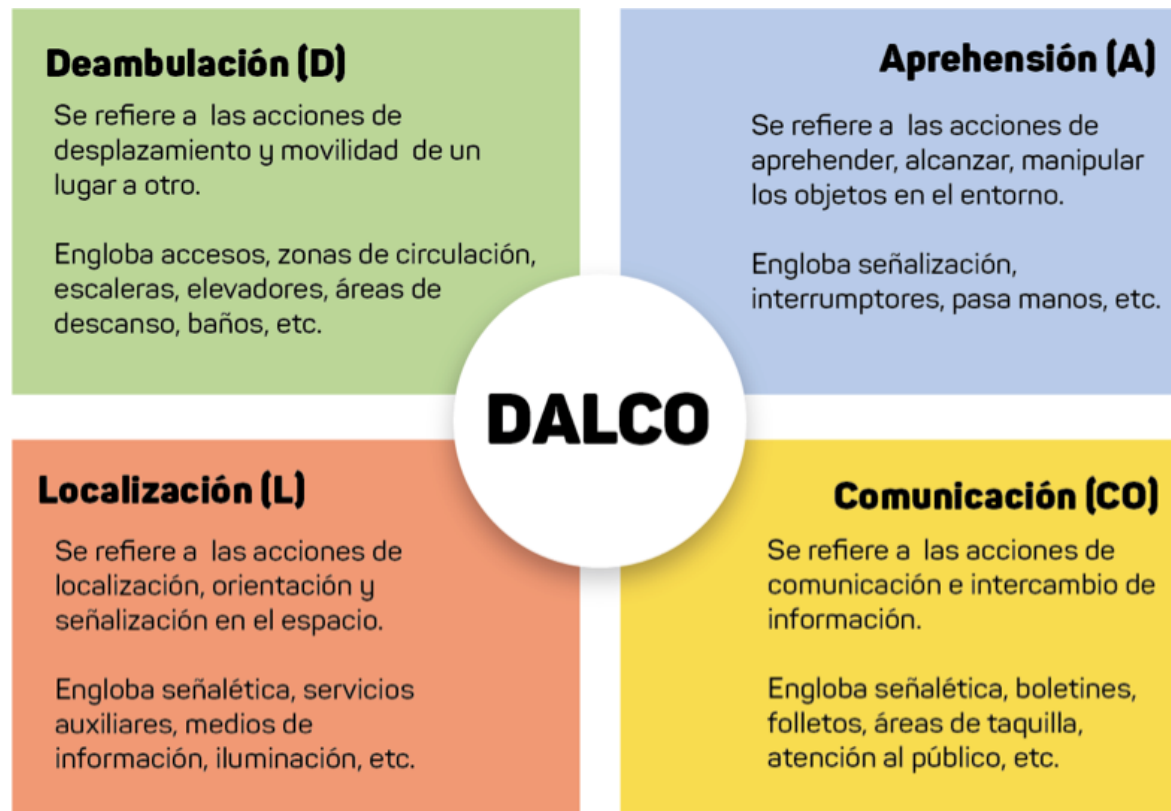 Deambulación (D)
Se refiere a las acciones de
desplazamiento y movilidad de un
lugar a otro.
Engloba accesos, zonas de circulación,
escaleras, elevadores, áreas de
descanso, baños, etc.
Aprehensión (A)
Se refiere a las acciones de
aprehender, alcanzar, manipular
los objetos en el entorno.
Engloba señalización,
interrumptores, pasa manos, etc.
DALCO
Localización (L)
Se refiere a las acciones de
localización, orientación y
señalización en el espacio.
Engloba señalética, servicios
auxiliares, medios de
información, iluminación, etc.
Comunicación (CO)
Se refiere a las acciones de
comunicación e intercambio de
información.
Engloba señalética, boletines,
folletos, áreas de taquilla,
atención al público, etc.